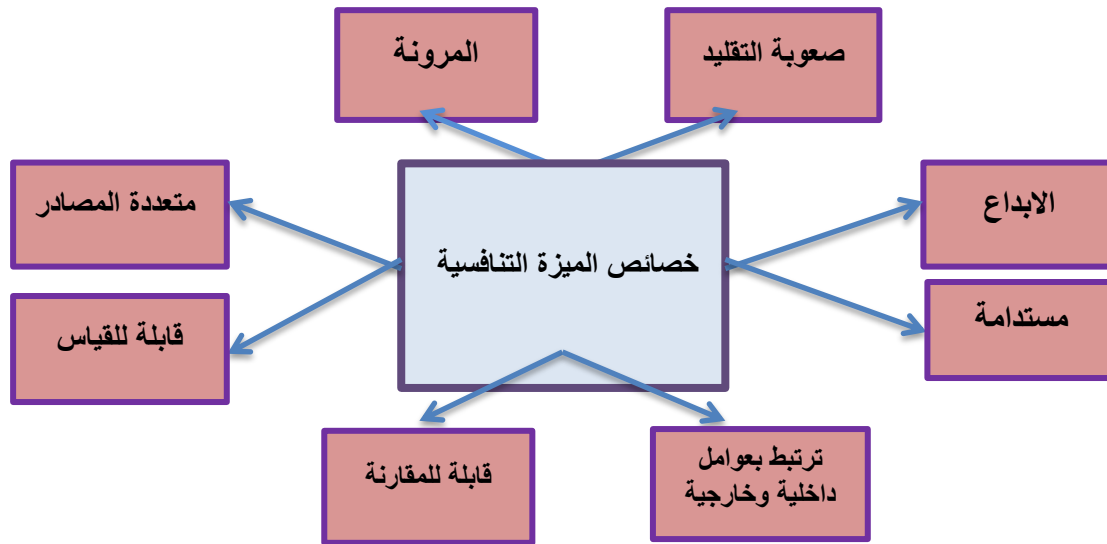 صعوبة التقليد
المرونة
الابداع
متعددة المصادر
خصائص الميزة التنافسية
مستدامة
قابلة للقياس
ترتبط بعوامل
داخلية وخارجية
قابلة للمقارنة